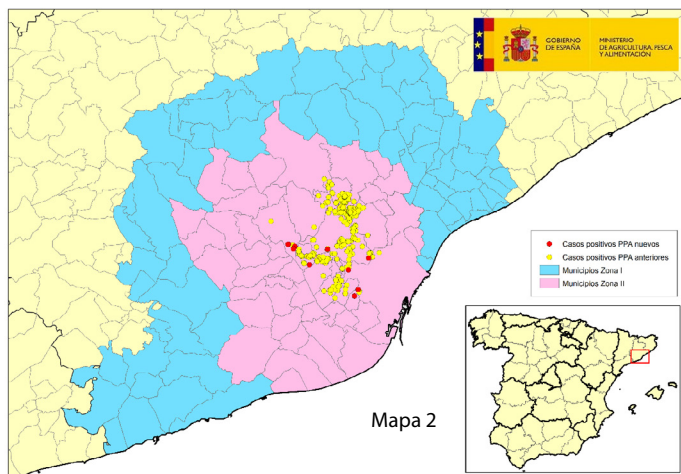 GOBIERNO
DE ESPAÑA
MINISTERIO
DE AGRICULTURA, PESCA
Y ALIMENTACIÓN
Casos positivos PPA nuevos
Casos positivos PPA anteriores
Municipios Zona I
Municipios Zona II
Mapa 2